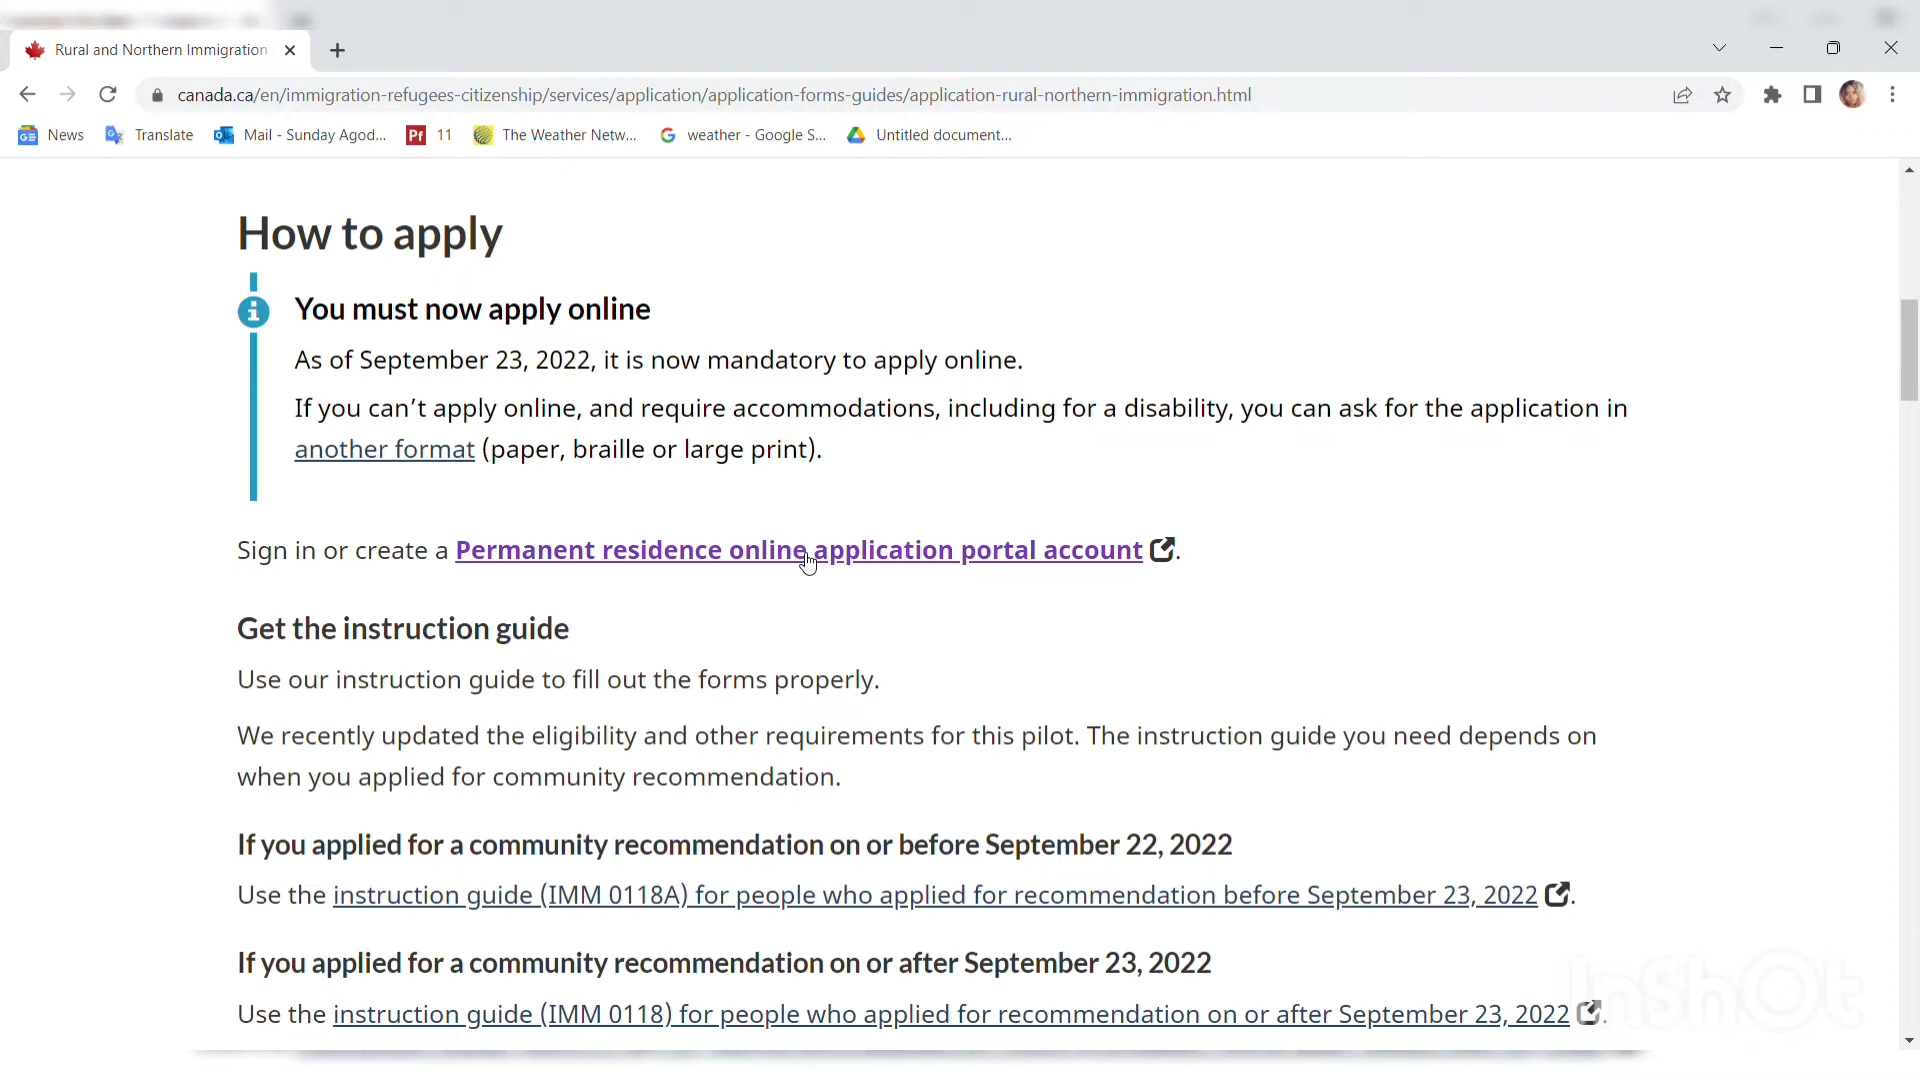 Rural and Northern Immigration
canada.ca/en/immigration-refugees-citizenship/services/application/application-forms-guides/application-rural-northern-immigration.html
News Translate Mail - Sunday Agod... Pf 11 The Weather Netw... weather - Google S... Untitled document...
How to apply
You must now apply online
As of September 23, 2022, it is now mandatory to apply online.
If you can’t apply online, and require accommodations, including for a disability, you can ask for the application in
another format (paper, braille or large print).
Sign in or create a Permanent residence online application portal account.
Get the instruction guide
Use our instruction guide to fill out the forms properly.
We recently updated the eligibility and other requirements for this pilot. The instruction guide you need depends on
when you applied for community recommendation.
If you applied for a community recommendation on or before September 22, 2022
Use the instruction guide (IMM 0118A) for people who applied for recommendation before September 23, 2022.
If you applied for a community recommendation on or after September 23, 2022
Use the instruction guide (IMM 0118) for people who applied for recommendation on or after September 23, 2022.
InShOt